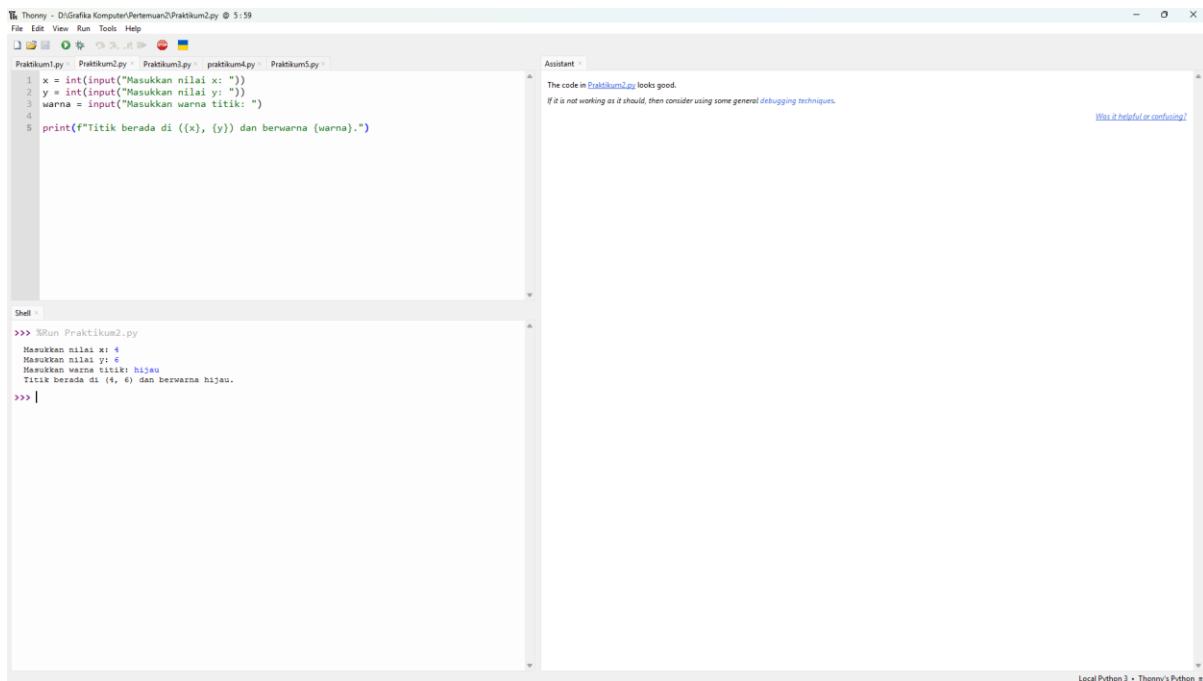 Thonny - D:\Grafika Komputer\Pertemuan2\Praktikum2.py @ 5:59
File Edit View Run Tools Help
Praktikum1.py Praktikum2.py Praktikum3.py praktikum4.py Praktikum5.py
1 x = int(input("Masukkan nilai x: "))
2 y = int(input("Masukkan nilai y: "))
3 warna = input("Masukkan warna titik: ")
4
5 print(f"Titik berada di ({x}, {y}) dan berwarna {warna}.")
Shell
>>> %Run Praktikum2.py
Masukkan nilai x: 4
Masukkan nilai y: 6
Masukkan warna titik: hijau
Titik berada di (4, 6) dan berwarna hijau.
>>>
Assistant
The code in Praktikum2.py looks good.
If it is not working as it should, then consider using some general debugging techniques.
Was it helpful or confusing?
Local Python 3 • Thonny's Python